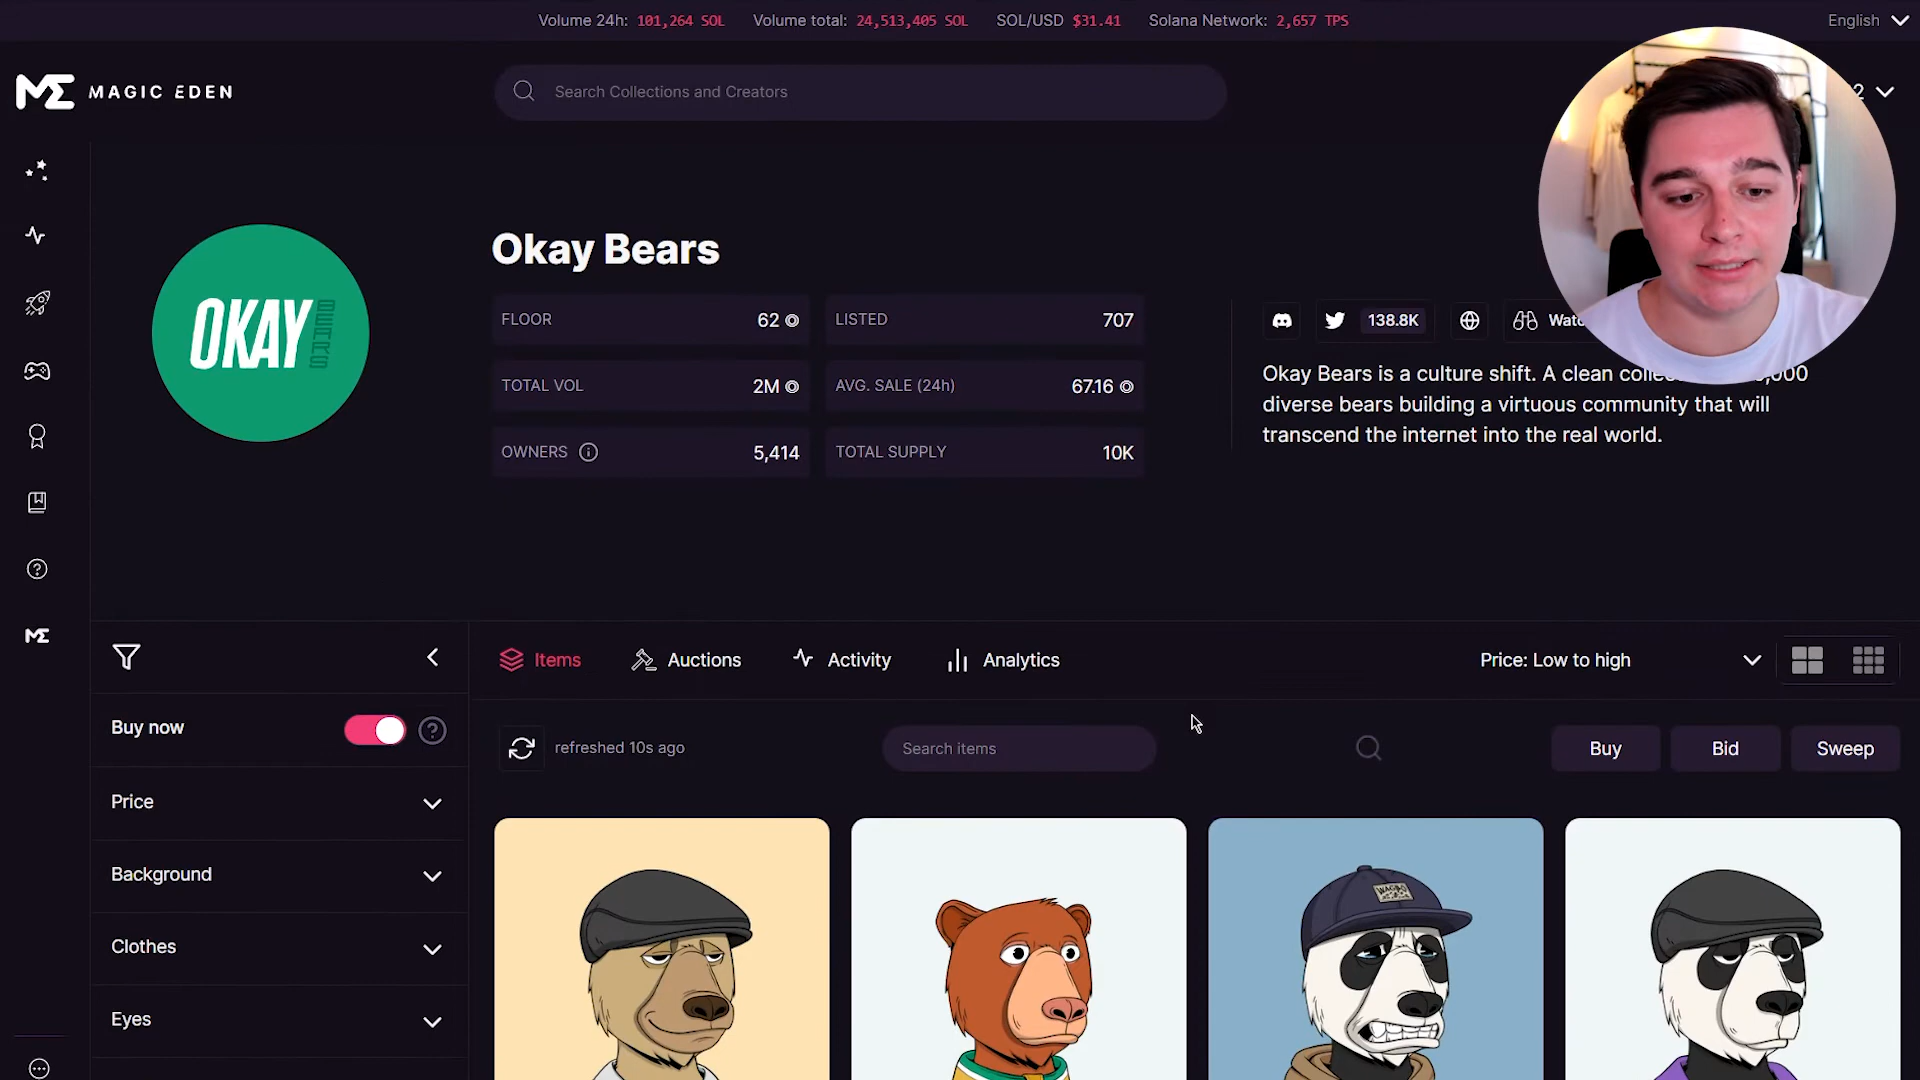 Volume 24h: 101,264 SOL Volume total: 24,513,405 SOL SOL/USD $31.41 Solana Network: 2,657 TPS English
MAGIC EDEN
Search Collections and Creators
2
OKAY BEARS
Okay Bears
FLOOR 62 LISTED 707
138.8K
TOTAL VOL 2M AVG. SALE (24h) 67.16
OWNERS 5,414 TOTAL SUPPLY 10K
Okay Bears is a culture shift. A clean ,000
diverse bears building a virtuous community that will
transcend the internet into the real world.
Items Auctions Activity Analytics Price: Low to high
Buy now
refreshed 10s ago Search items Buy Bid Sweep
Price
Background
Clothes
Eyes